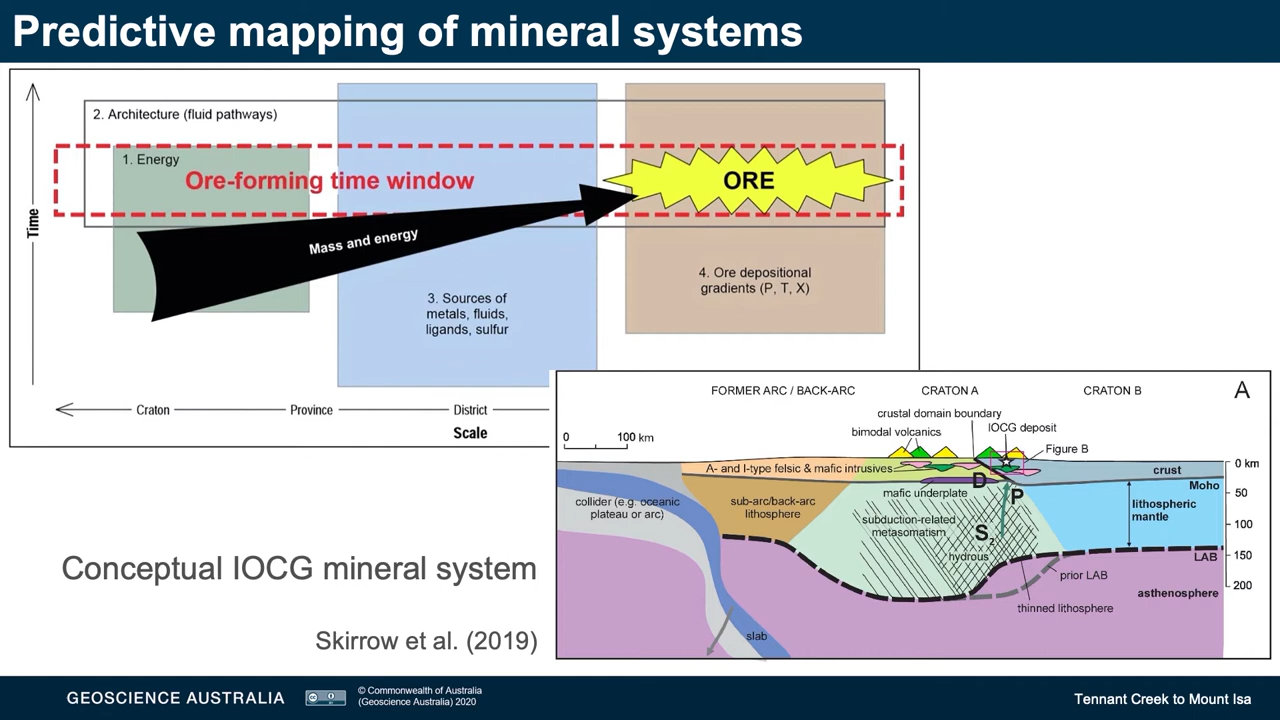 Predictive mapping of mineral systems
2. Architecture (fluid pathways)
1. Energy
Ore-forming time window
ORE
Time
Mass and energy
3. Sources of
metals, fluids,
ligands, sulfur
4. Ore depositional
gradients (P, T, X)
Craton
Province
District
Scale
FORMER ARC / BACK-ARC
CRATON A
CRATON B
A
crustal domain boundary
bimodal volcanics
IOCG deposit
Figure B
0
100 km
A- and I-type felsic & mafic intrusives
crust
0 km
Moho
50
D
P
mafic underplate
collider (e.g. oceanic
plateau or arc)
sub-arc/back-arc
lithosphere
lithospheric
mantle
100
subduction-related
metasomatism
S2
hydrous
150
LAB
prior LAB
200
asthenosphere
thinned lithosphere
slab
Conceptual IOCG mineral system
Skirrow et al. (2019)
GEOSCIENCE AUSTRALIA
© Commonwealth of Australia
(Geoscience Australia) 2020
Tennant Creek to Mount Isa